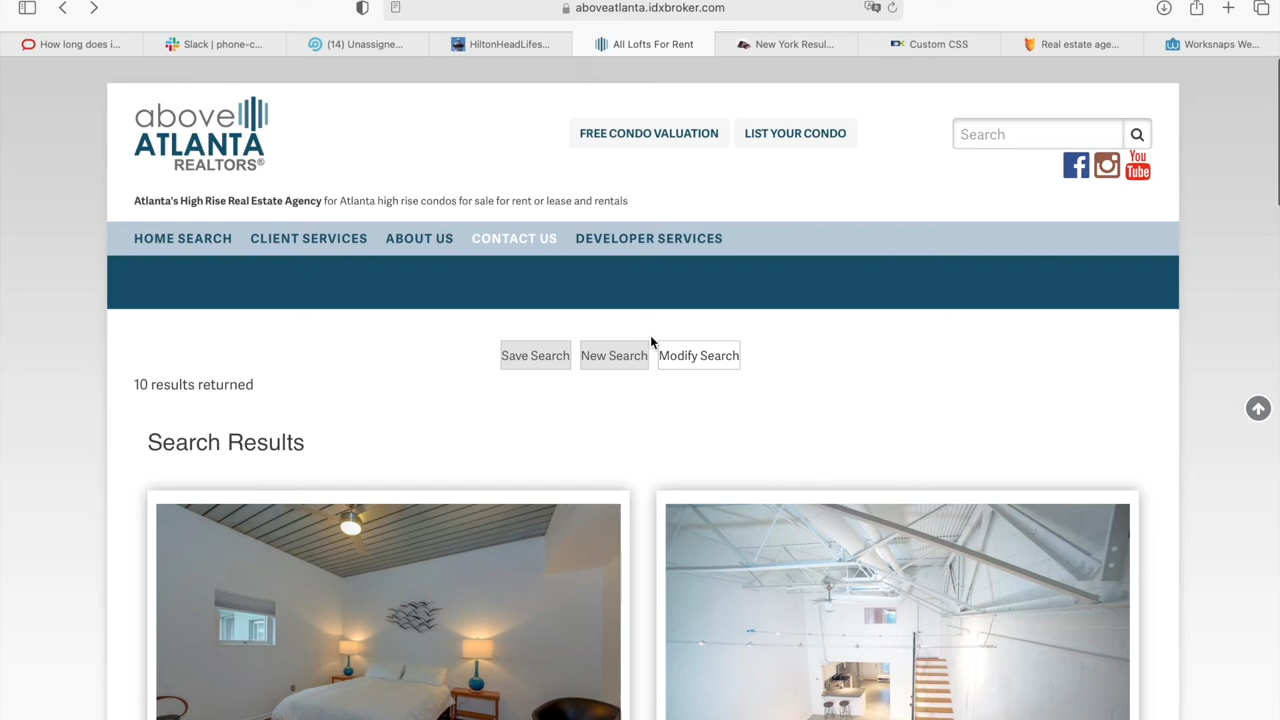 aboveatlanta.idxbroker.com
How long does i...
Slack | phone-c...
(14) Unassigne...
HiltonHeadLifes...
All Lofts For Rent
New York Resul...
Custom CSS
Real estate age...
Worksnaps We...
above
ATLANTA
REALTORS®
FREE CONDO VALUATION
LIST YOUR CONDO
Search
You
Tube
Atlanta's High Rise Real Estate Agency for Atlanta high rise condos for sale for rent or lease and rentals
HOME SEARCH
CLIENT SERVICES
ABOUT US
CONTACT US
DEVELOPER SERVICES
Save Search
New Search
Modify Search
10 results returned
Search Results